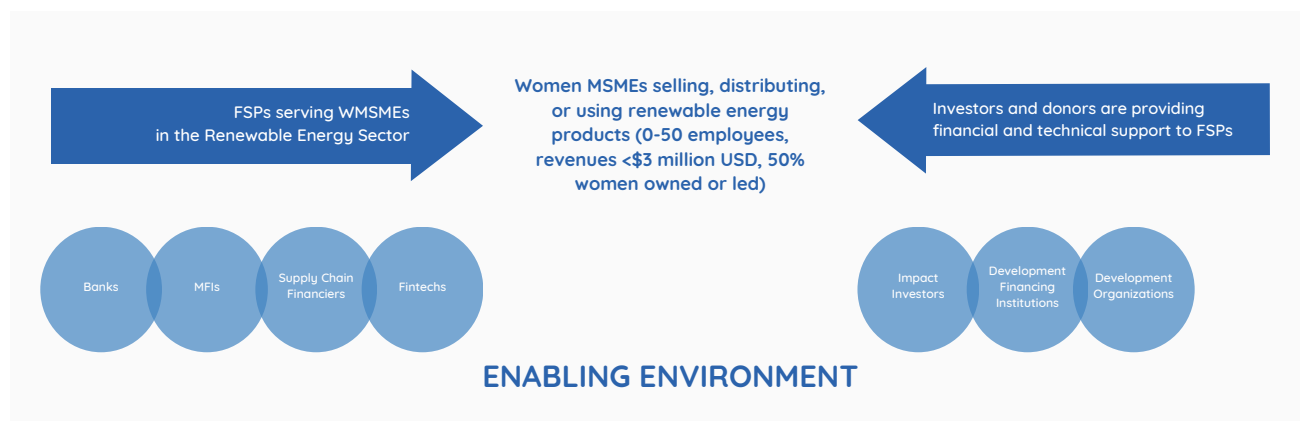 FSPs serving WMSMEs
in the Renewable Energy Sector
Women MSMEs selling, distributing,
or using renewable energy
products (0-50 employees,
revenues <$3 million USD, 50%
women owned or led)
Investors and donors are providing
financial and technical support to FSPs
Banks
MFIs
Supply Chain
Financiers
Fintechs
Impact
Investors
Development
Financing
Institutions
Development
Organizations
ENABLING ENVIRONMENT